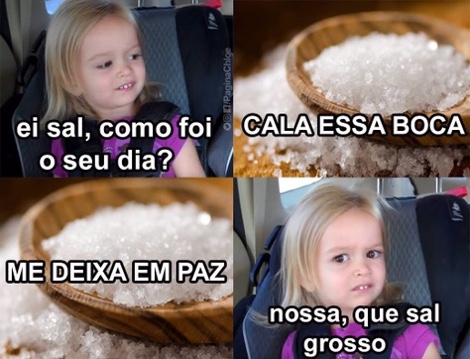 ei sal, como foi
o seu dia?
CALA ESSA BOCA
ME DEIXA EM PAZ
nossa, que sal
grosso